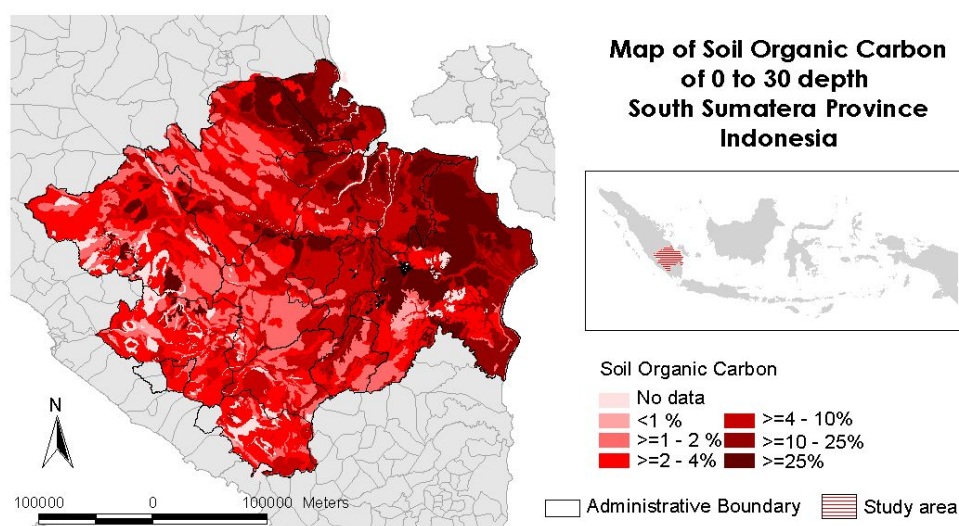 Map of Soil Organic Carbon
of 0 to 30 depth
South Sumatera Province
Indonesia
Soil Organic Carbon
No data
<1 %
>=1 - 2 %
>=2 - 4%
>=4 - 10%
>=10 - 25%
>=25%
N
100000 0 100000 Meters
Administrative Boundary
Study area